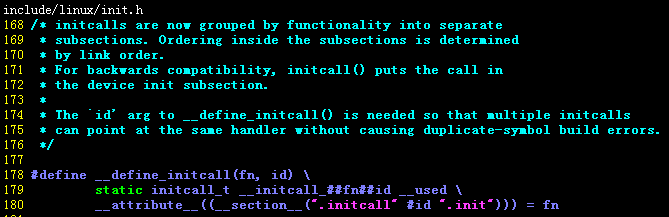 include/linux/init.h
168 /* initcalls are now grouped by functionality into separate
169  * subsections. Ordering inside the subsections is determined
170  * by link order.
171  * For backwards compatibility, initcall() puts the call in
172  * the device init subsection.
173  *
174  * The `id' arg to __define_initcall() is needed so that multiple initcalls
175  * can point at the same handler without causing duplicate-symbol build errors.
176  */
177
178 #define __define_initcall(fn, id) \
179         static initcall_t __initcall_##fn##id __used \
180         __attribute__((__section__(".initcall" #id ".init"))) = fn